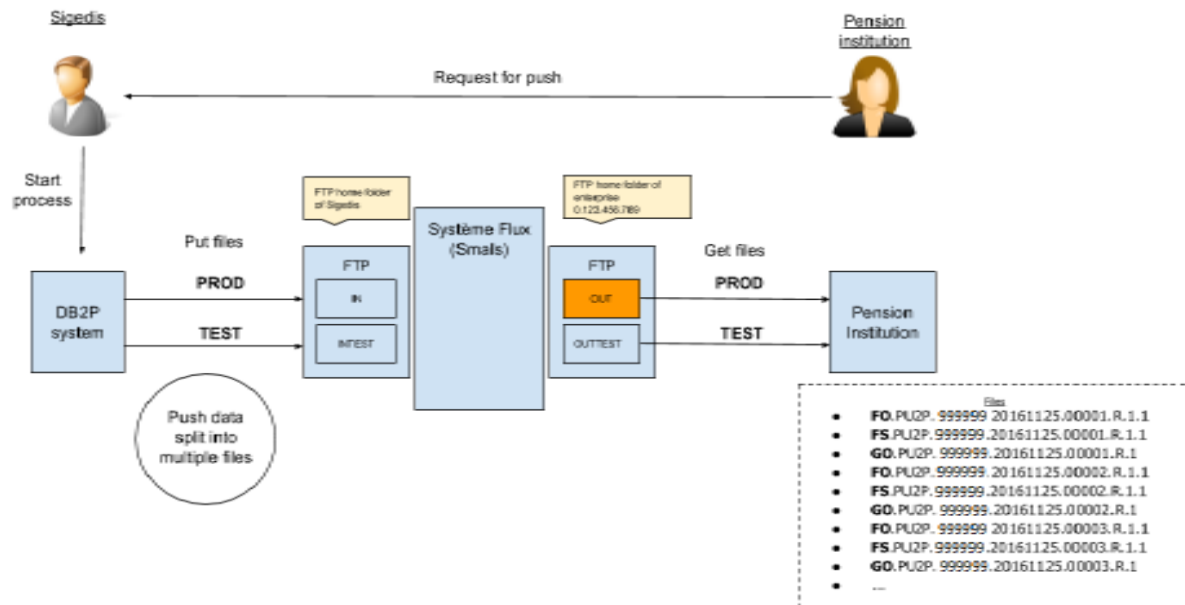 Sigedis
Pension
institution
Request for push
Start
process
FTP home folder
of Sigedis
FTP home folder of
enterprise
0.123.456.789
Système Flux
(Smals)
Put files
Get files
FTP
FTP
PROD
IN
OUT
PROD
DB2P
system
TEST
INTEST
OUTTEST
TEST
Pension
Institution
Push data
split into
multiple files
Files
FO.PU2P. 999999 20161125.00001.R.1.1
FS.PU2P. 999999.20161125.00001.R.1.1
GO.PU2P. 999999.20161125.00001.R.1
FO.PU2P. 999999.20161125.00002.R.1.1
FS.PU2P. 999999.20161125.00002.R.1.1
GO.PU2P. 999999.20161125.00002.R.1
FO.PU2P. 999999 20161125.00003.R.1.1
FS.PU2P. 999999.20161125.00003.R.1.1
GO.PU2P. 999999.20161125.00003.R.1
...